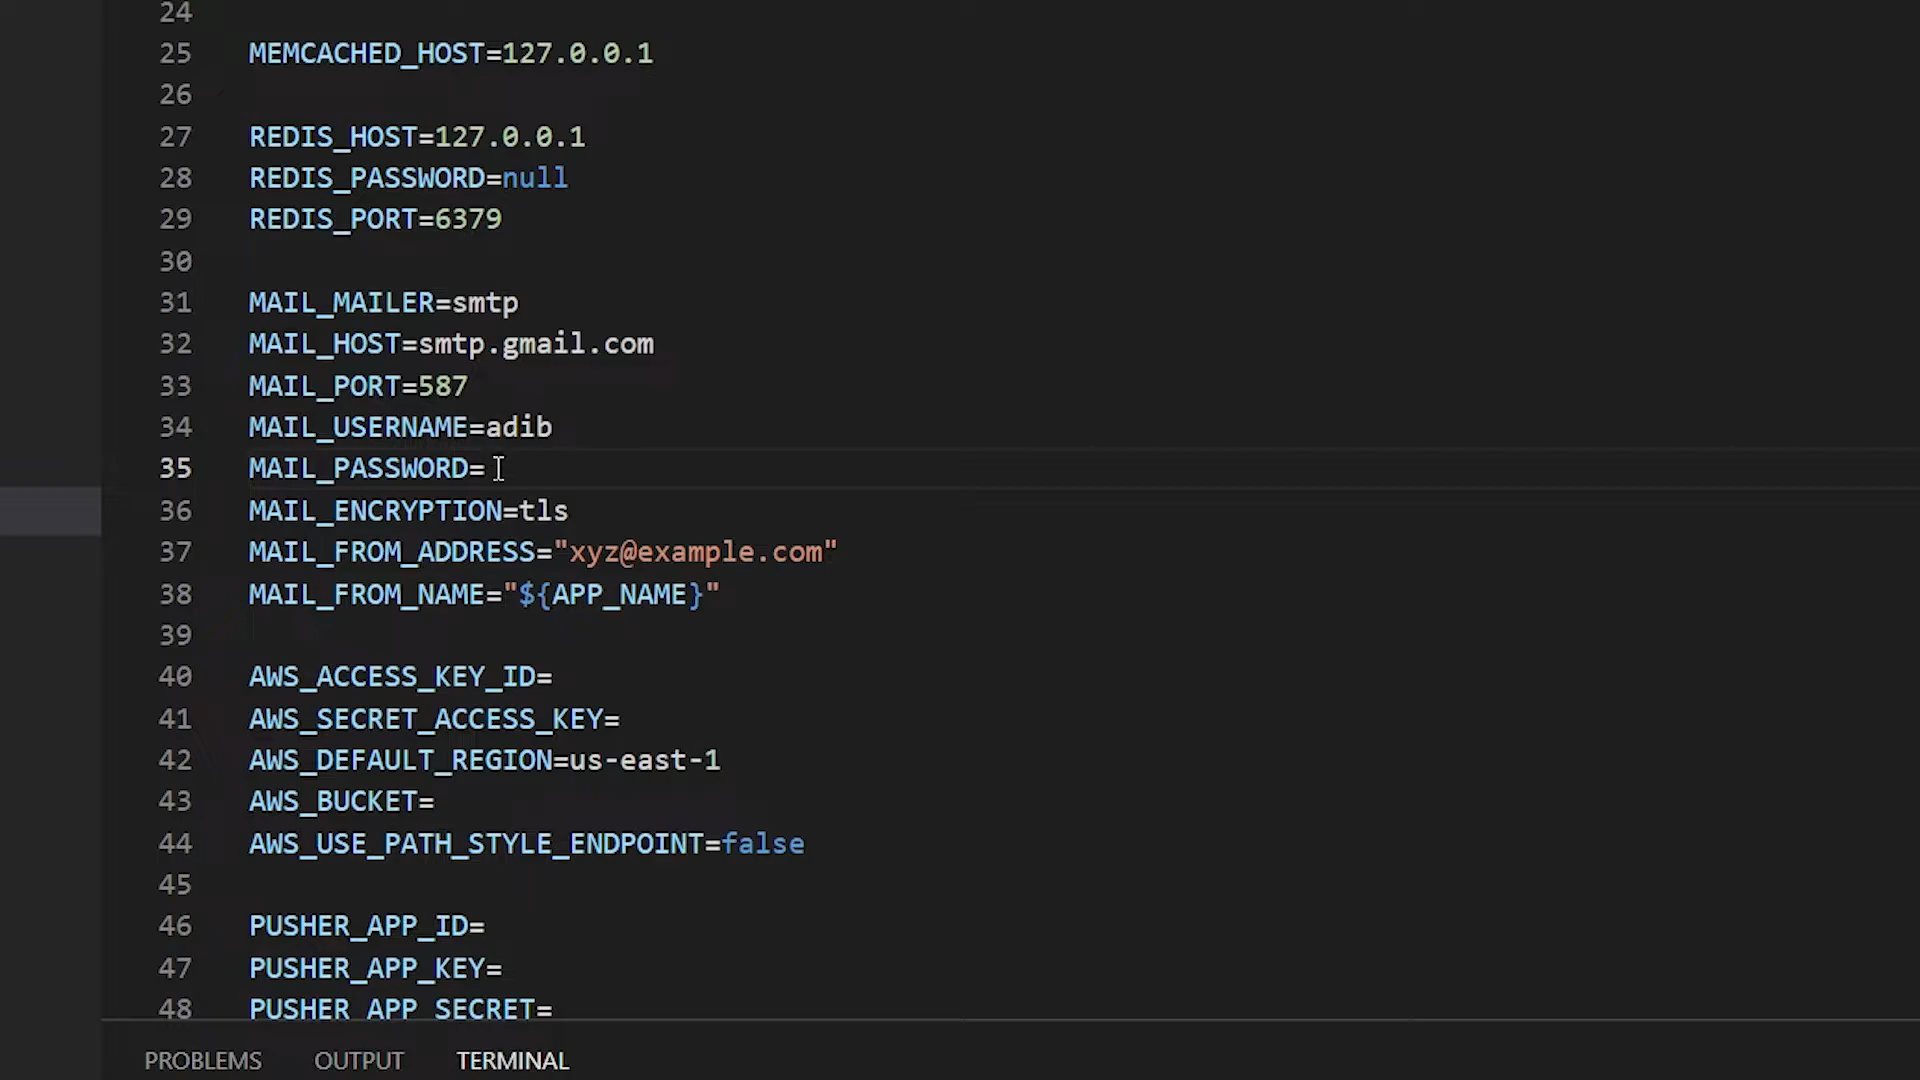 24
25 MEMCACHED_HOST=127.0.0.1
26
27 REDIS_HOST=127.0.0.1
28 REDIS_PASSWORD=null
29 REDIS_PORT=6379
30
31 MAIL_MAILER=smtp
32 MAIL_HOST=smtp.gmail.com
33 MAIL_PORT=587
34 MAIL_USERNAME=adib
35 MAIL_PASSWORD=
36 MAIL_ENCRYPTION=tls
37 MAIL_FROM_ADDRESS="xyz@example.com"
38 MAIL_FROM_NAME="${APP_NAME}"
39
40 AWS_ACCESS_KEY_ID=
41 AWS_SECRET_ACCESS_KEY=
42 AWS_DEFAULT_REGION=us-east-1
43 AWS_BUCKET=
44 AWS_USE_PATH_STYLE_ENDPOINT=false
45
46 PUSHER_APP_ID=
47 PUSHER_APP_KEY=
48 PUSHER_APP_SECRET=
PROBLEMS OUTPUT TERMINAL